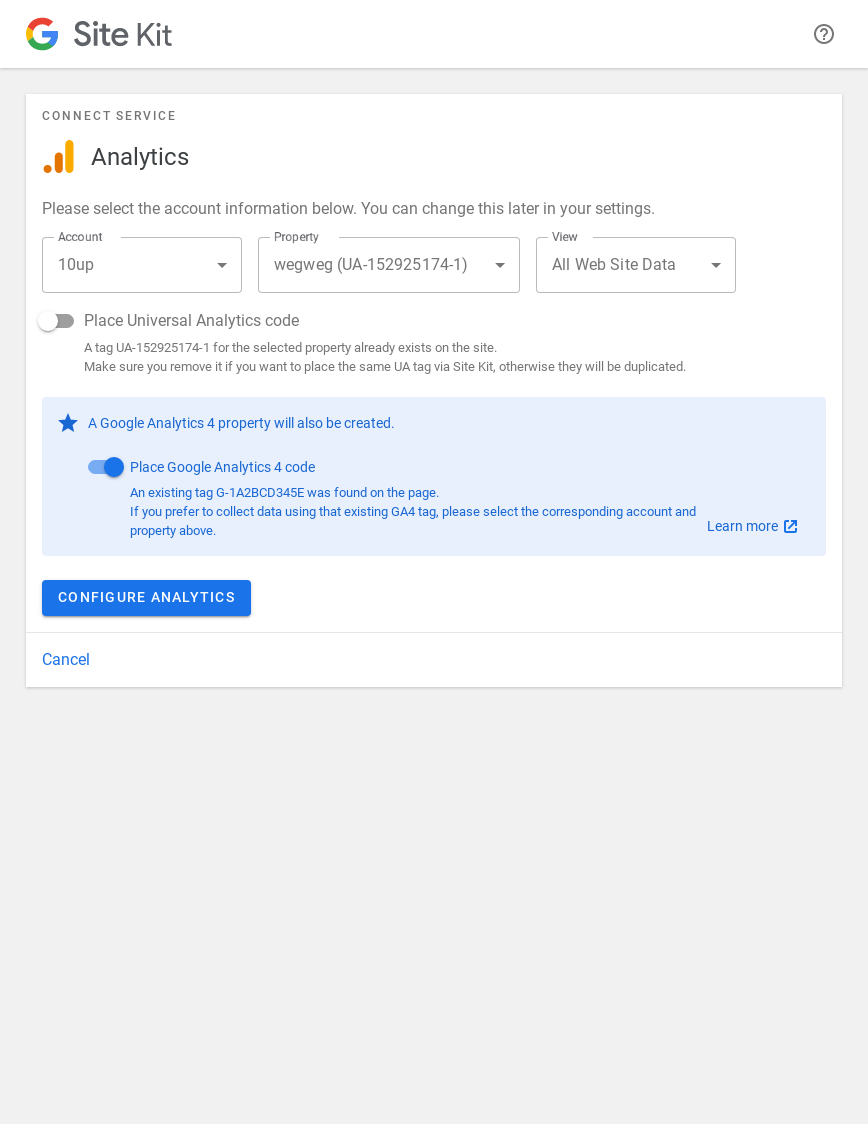 Site Kit
CONNECT SERVICE
Analytics
Please select the account information below. You can change this later in your settings.
Account
10up
Property
wegweg (UA-152925174-1)
View
All Web Site Data
Place Universal Analytics code
A tag UA-152925174-1 for the selected property already exists on the site.
Make sure you remove it if you want to place the same UA tag via Site Kit, otherwise they will be duplicated.
A Google Analytics 4 property will also be created.
Place Google Analytics 4 code
An existing tag G-1A2BCD345E was found on the page.
If you prefer to collect data using that existing GA4 tag, please select the corresponding account and
property above.
Learn more
CONFIGURE ANALYTICS
Cancel